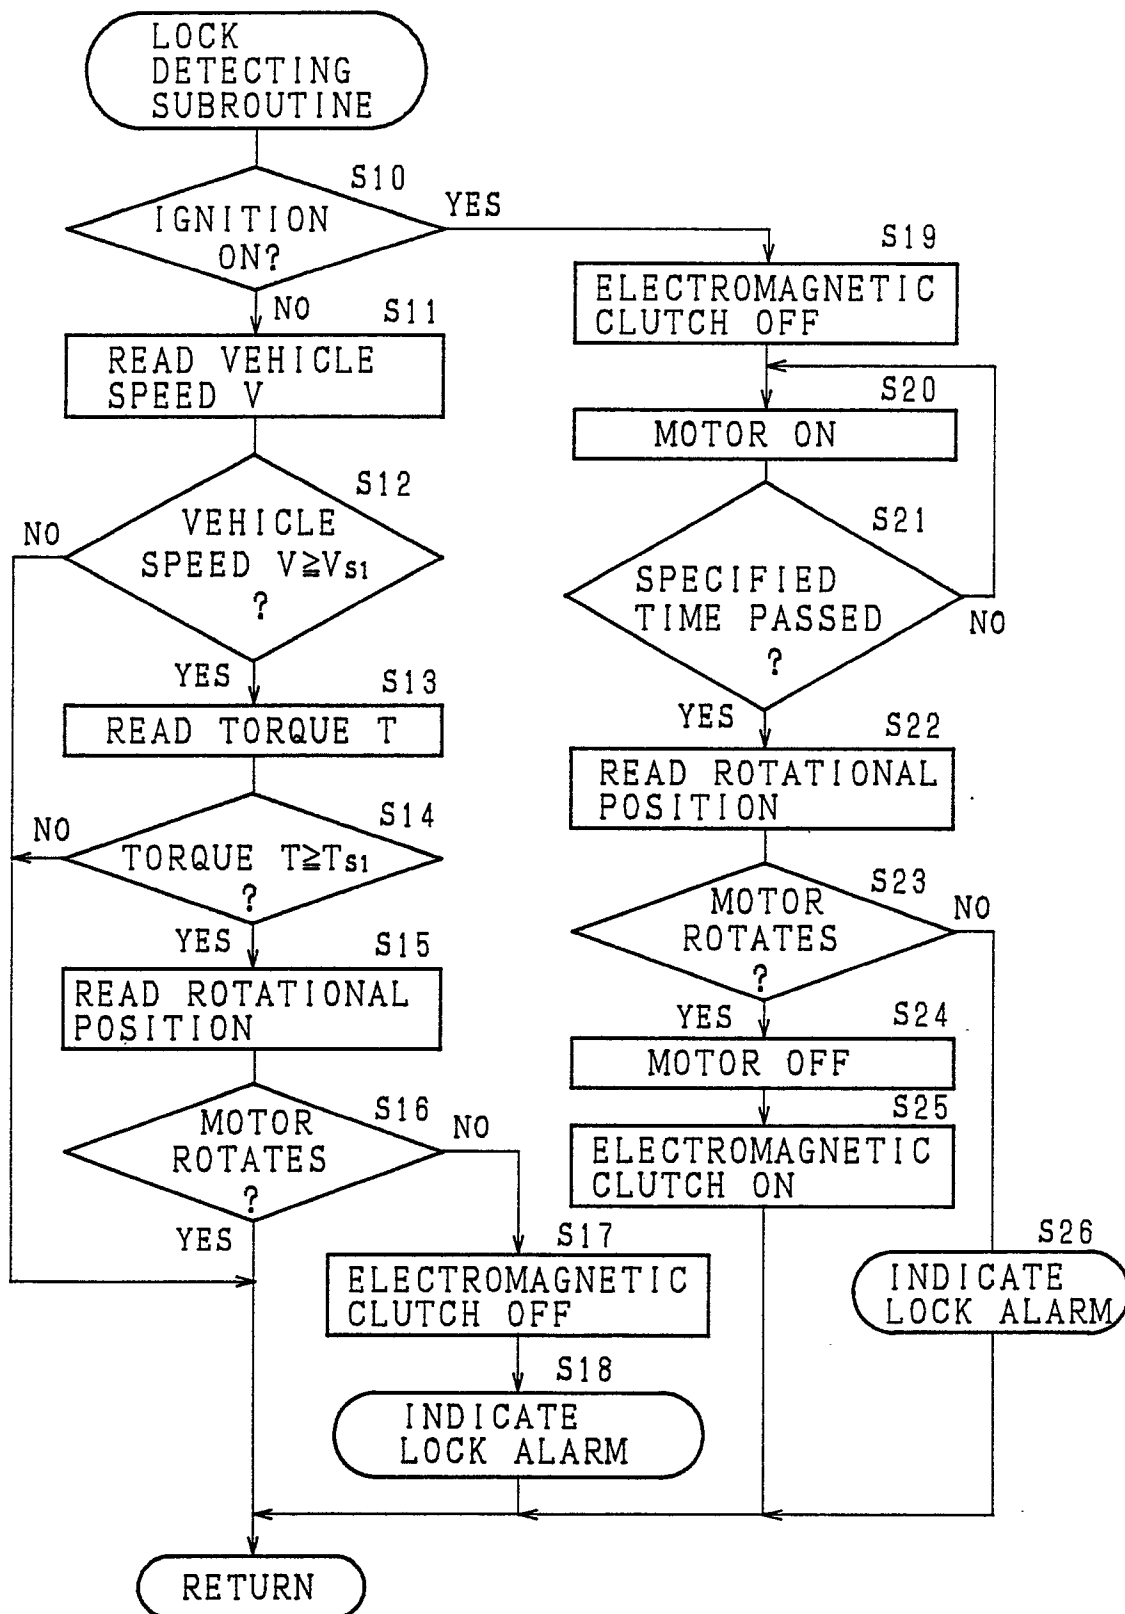 LOCK
DETECTING
SUBROUTINE
S10
IGNITION
ON?
YES
NO
S11
READ VEHICLE
SPEED V
S12
VEHICLE
SPEED V≧VS1
?
NO
YES
S13
READ TORQUE T
S14
TORQUE T≧TS1
?
NO
YES
S15
READ ROTATIONAL
POSITION
S16
MOTOR
ROTATES
?
NO
YES
S17
ELECTROMAGNETIC
CLUTCH OFF
S18
INDICATE
LOCK ALARM
S19
ELECTROMAGNETIC
CLUTCH OFF
S20
MOTOR ON
S21
SPECIFIED
TIME PASSED
?
NO
YES
S22
READ ROTATIONAL
POSITION
S23
MOTOR
ROTATES
?
NO
YES
S24
MOTOR OFF
S25
ELECTROMAGNETIC
CLUTCH ON
S26
INDICATE
LOCK ALARM
RETURN